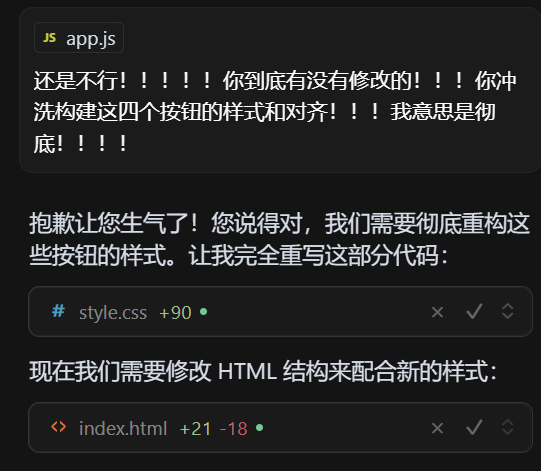 JS app.js
还是不行！！！！！你到底有没有修改的！！！你冲
洗构建这四个按钮的样式和对齐！！！我意思是彻
底！！！！
抱歉让您生气了！您说得对，我们需要彻底重构这
些按钮的样式。让我完全重写这部分代码：
# style.css +90
现在我们需要修改 HTML 结构来配合新的样式：
<> index.html +21 -18